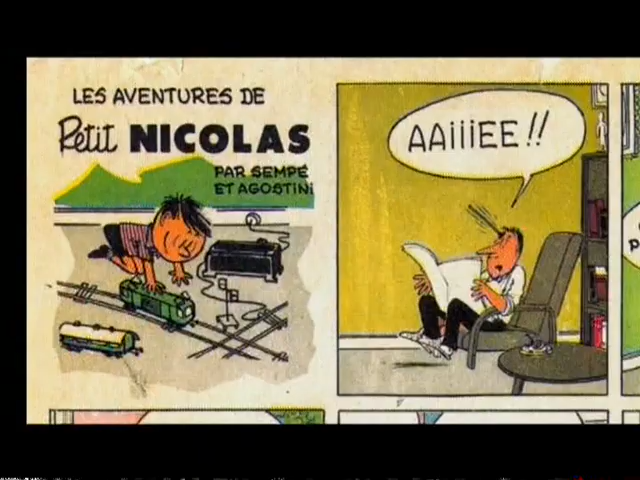 LES AVENTURES DE
Petit NICOLAS
PAR SEMPÉ
ET AGOSTINI
AAiiiEE !!